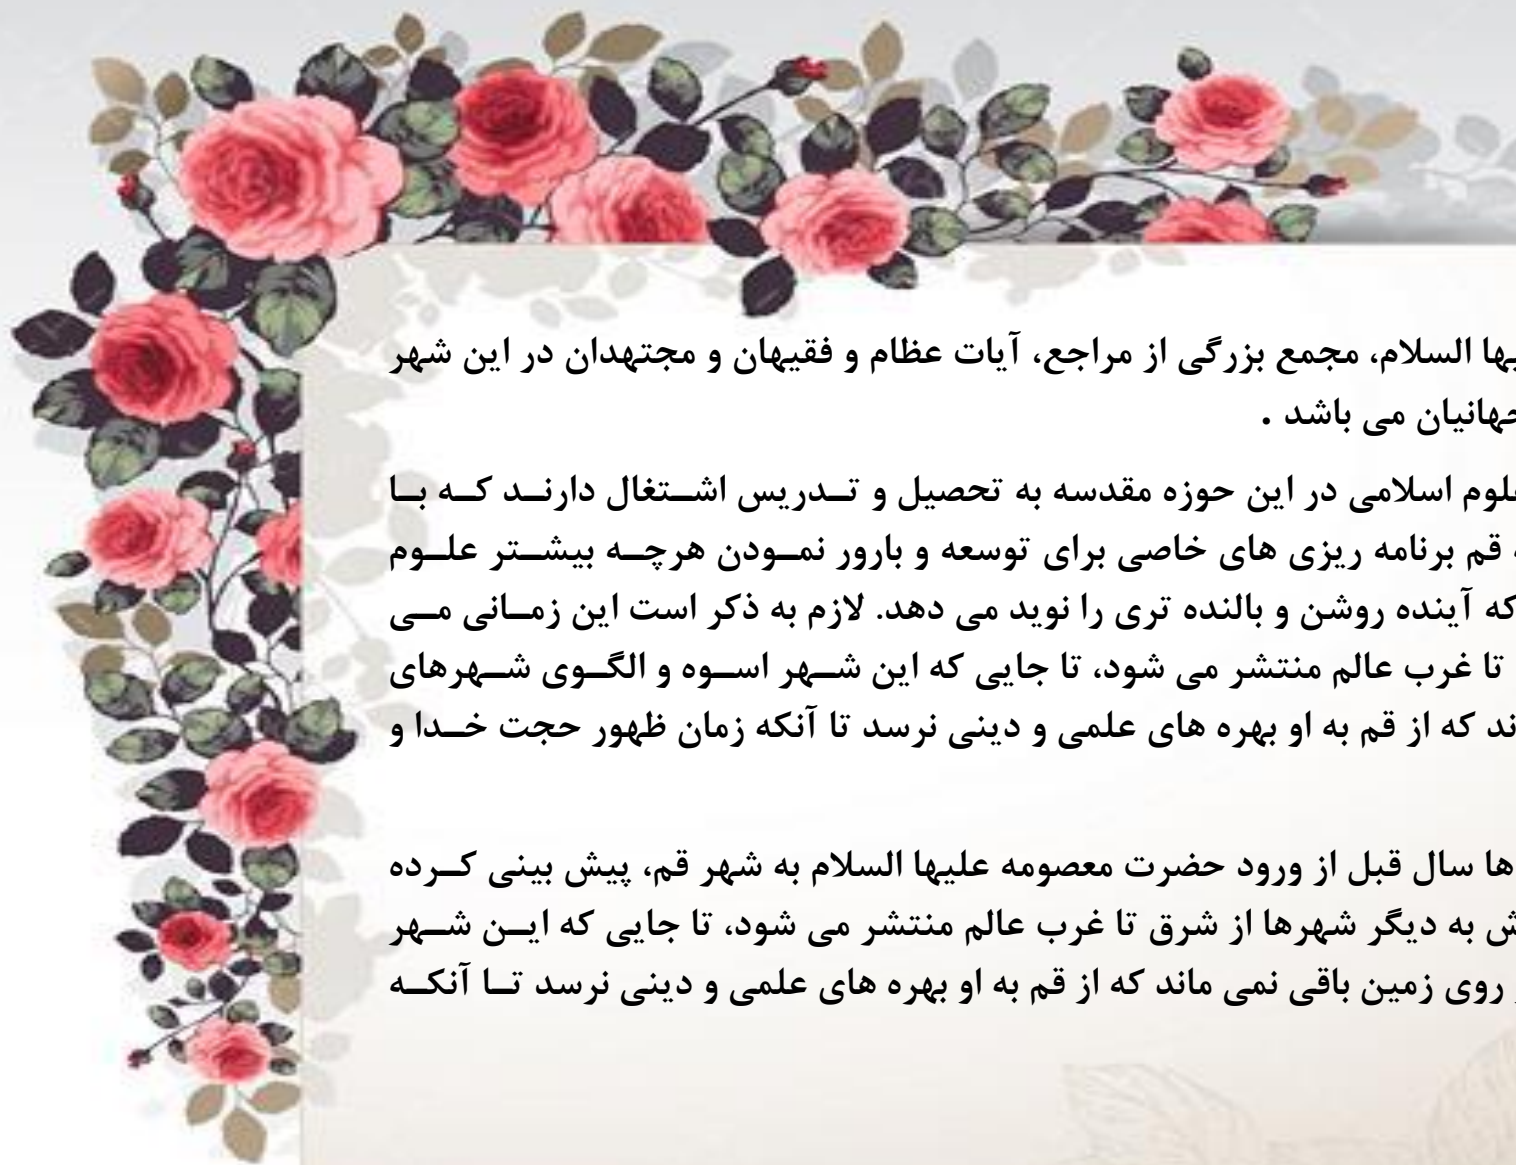 السلام، مجمع بزرگی از مراجع، آیات عظام و فقیهان و مجتهدان در این شهر
جهانیان می باشد .
علوم اسلامی در این حوزه مقدسه به تحصیل و تـدریس اشـتغال دارنـد کـه بـا
قم برنامه ریزی های خاصی برای توسعه و بارور نمـودن هرچـه بیشـتر علـوم
که آینده روشن و بالنده تری را نوید می دهد. لازم به ذکر است این زمـانی مـی
تا غرب عالم منتشر می شود، تا جایی که این شـهر اسـوه و الگـوی شـهرهای
که از قم به او بهره های علمی و دینی نرسد تا آنکه زمان ظهور حجت خـدا و
ها سال قبل از ورود حضرت معصومه علیها السلام به شهر قم، پیش بینی کـرده
به دیگر شهرها از شرق تا غرب عالم منتشر می شود، تا جایی که ایـن شـهر
روی زمین باقی نمی ماند که از قم به او بهره های علمی و دینی نرسد تـا آنکـه